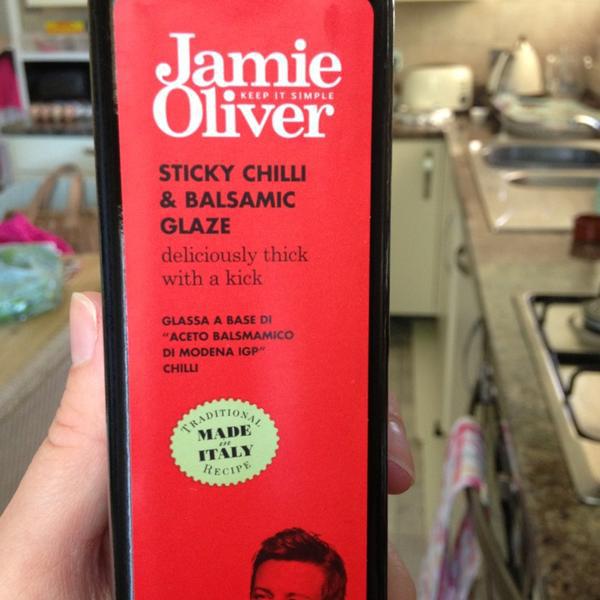 Jamie
KEEP IT SIMPLE
Oliver
STICKY CHILLI
& BALSAMIC
GLAZE
deliciously thick
with a kick
GLASSA A BASE DI
"ACETO BALSMAMICO
DI MODENA IGP"
CHILLI
TRADITIONAL
MADE
in
ITALY
RECIPE